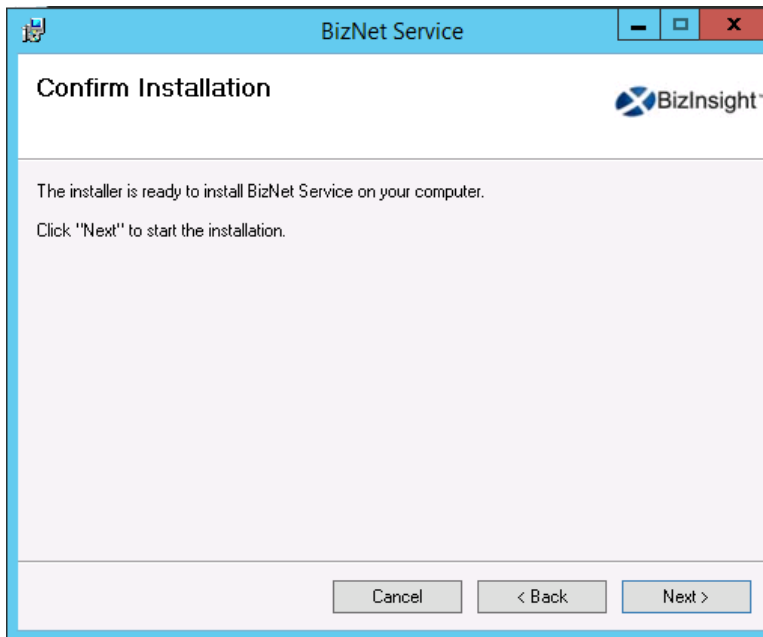 BizNet Service
Confirm Installation
BizInsight
The installer is ready to install BizNet Service on your computer.
Click "Next" to start the installation.
Cancel
< Back
Next >